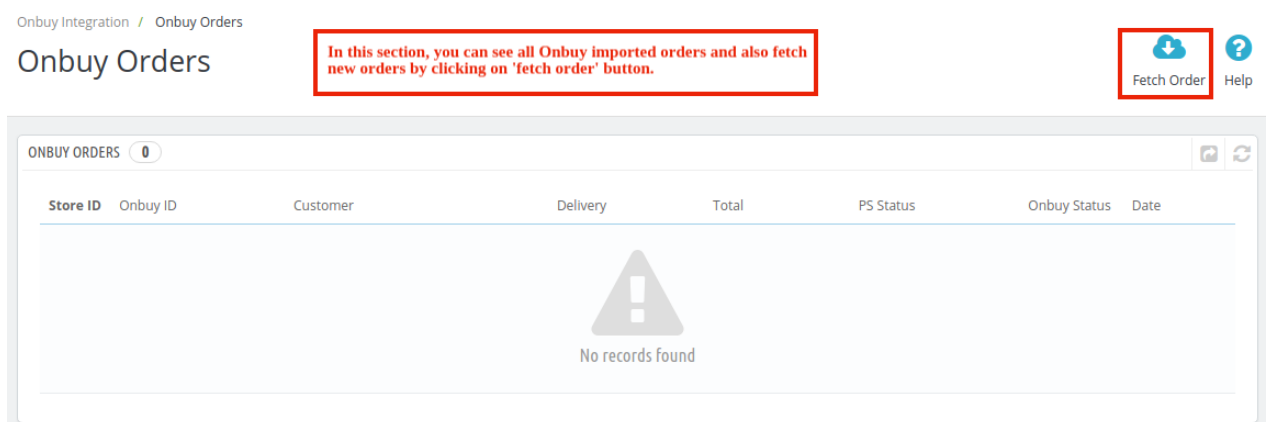 Onbuy Integration / Onbuy Orders
Onbuy Orders
In this section, you can see all Onbuy imported orders and also fetch
new orders by clicking on 'fetch order' button.
Fetch Order
Help
ONBUY ORDERS 0
Store ID Onbuy ID Customer Delivery Total PS Status Onbuy Status Date
No records found